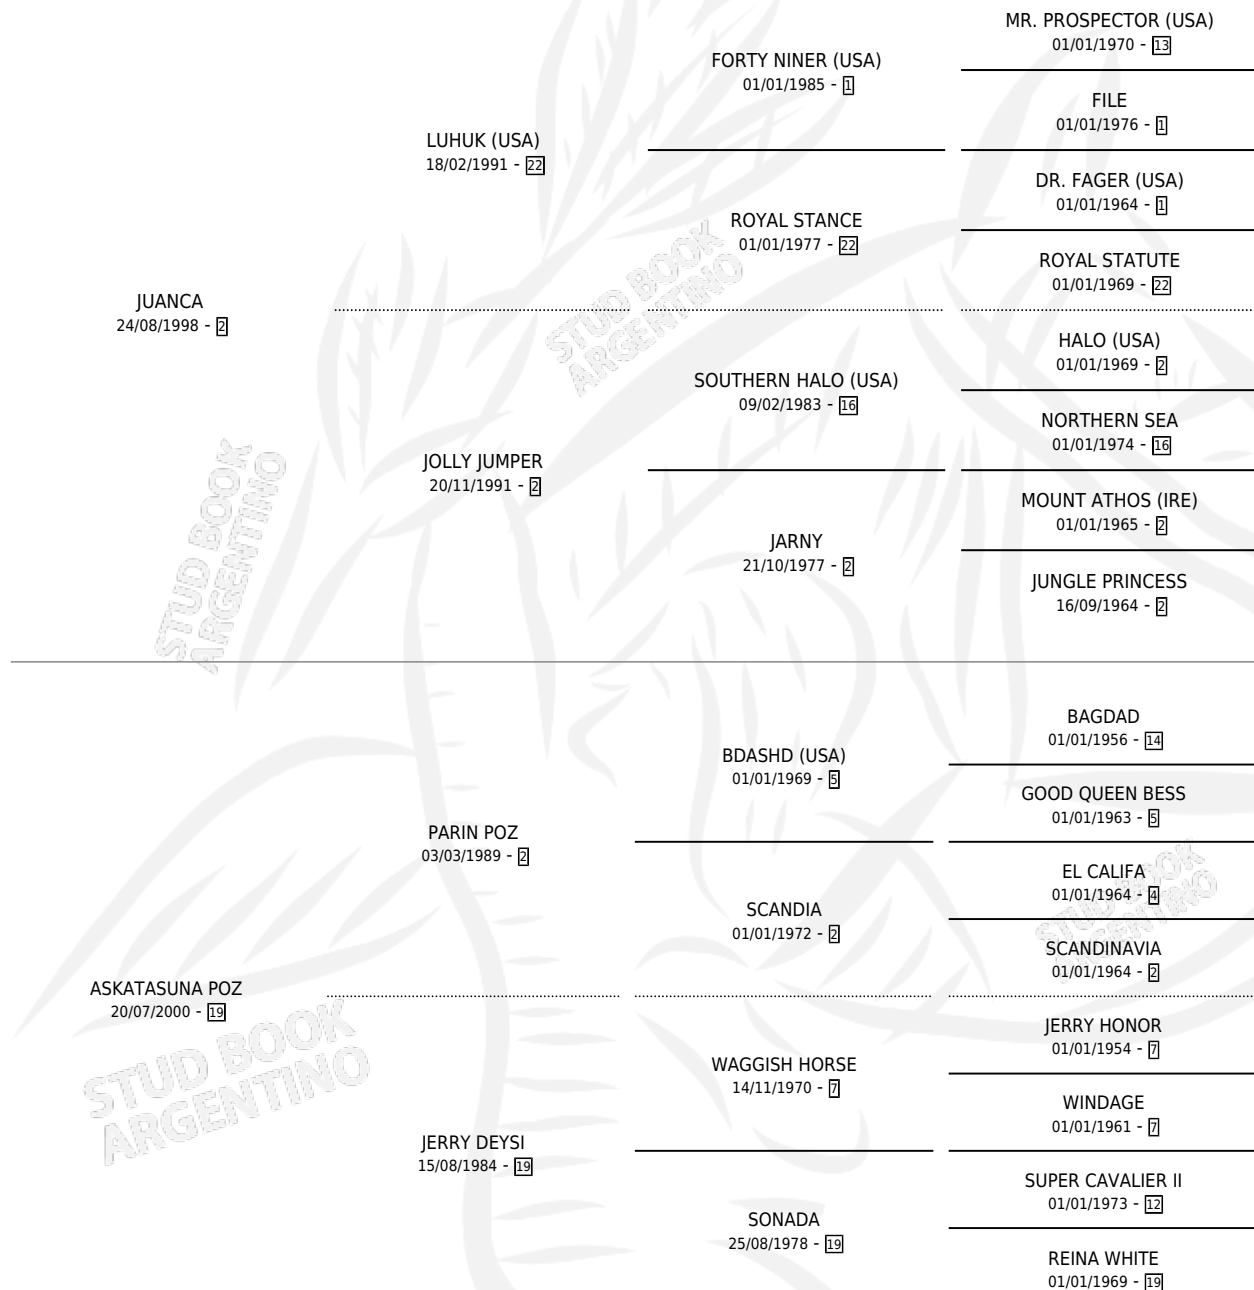 MR. PROSPECTOR (USA)
01/01/1970 - 13
FORTY NINER (USA)
01/01/1985 - 1
FILE
01/01/1976 - 1
LUHUK (USA)
18/02/1991 - 22
DR. FAGER (USA)
01/01/1964 - 1
ROYAL STANCE
01/01/1977 - 22
ROYAL STATUTE
01/01/1969 - 22
JUANCA
24/08/1998 - 2
STUD BOOK
ARGENTINO
HALO (USA)
01/01/1969 - 2
SOUTHERN HALO (USA)
09/02/1983 - 16
NORTHERN SEA
01/01/1974 - 16
JOLLY JUMPER
20/11/1991 - 2
MOUNT ATHOS (IRE)
01/01/1965 - 2
JARNY
21/10/1977 - 2
JUNGLE PRINCESS
16/09/1964 - 2
STUD BOOK
ARGENTINO
BAGDAD
01/01/1956 - 14
BDASHD (USA)
01/01/1969 - 5
GOOD QUEEN BESS
01/01/1963 - 5
PARIN POZ
03/03/1989 - 2
EL CALIFA
01/01/1964 - 4
SCANDIA
01/01/1972 - 2
STUD BOOK
ARGENTINO
SCANDINAVIA
01/01/1964 - 2
ASKATASUNA POZ
20/07/2000 - 19
STUD BOOK
ARGENTINO
JERRY HONOR
01/01/1954 - 7
WAGGISH HORSE
14/11/1970 - 7
WINDAGE
01/01/1961 - 7
JERRY DEYSI
15/08/1984 - 19
SUPER CAVALIER II
01/01/1973 - 12
SONADA
25/08/1978 - 19
REINA WHITE
01/01/1969 - 19